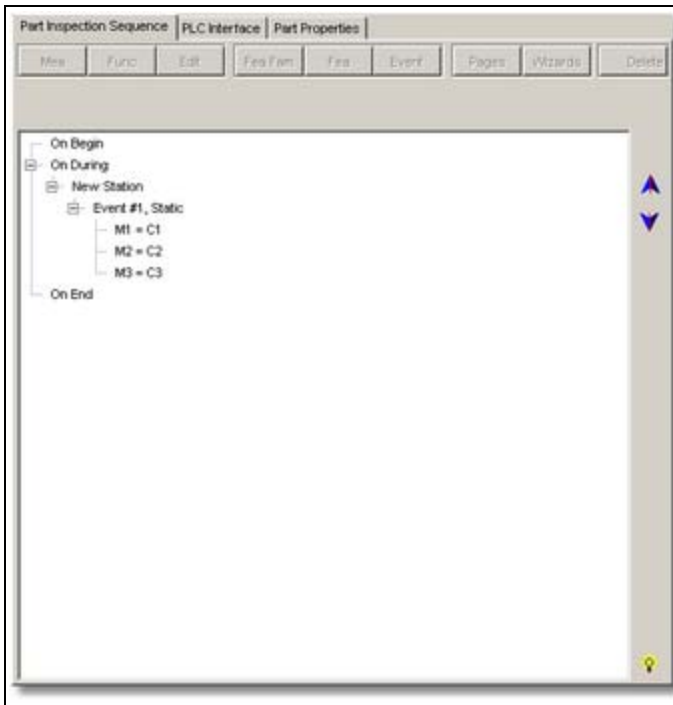 Part Inspection Sequence PLC Interface Part Properties
Mea Func Edit Fea Fam Fea Event Pages Wizards Delete
On Begin
On During
New Station
Event #1, Static
M1 = C1
M2 = C2
M3 = C3
On End